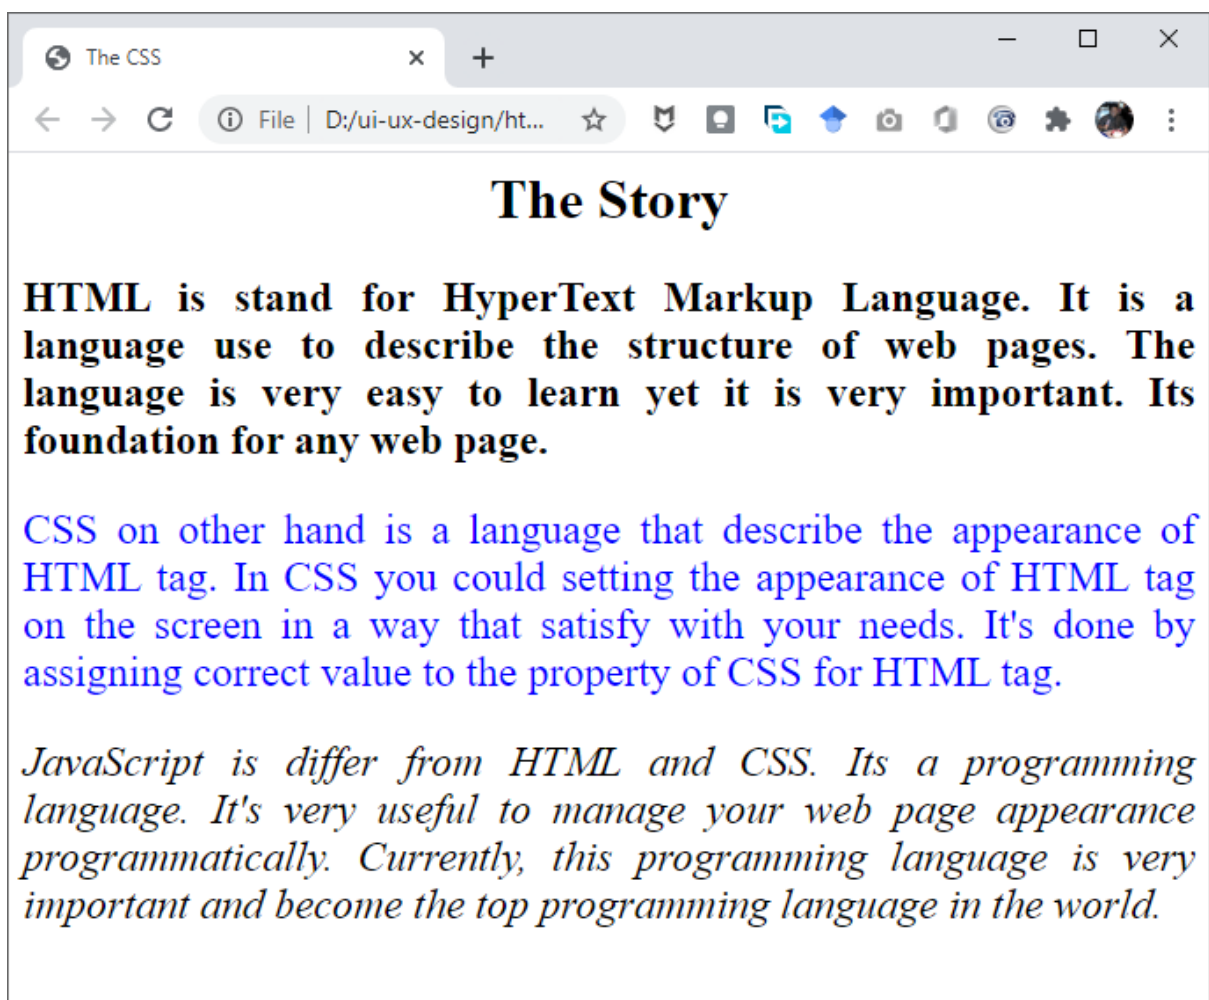 The CSS
File
D:/ui-ux-design/ht...
The Story
HTML is stand for HyperText Markup Language. It is a
language use to describe the structure of web pages. The
language is very easy to learn yet it is very important. Its
foundation for any web page.
CSS on other hand is a language that describe the appearance of
HTML tag. In CSS you could setting the appearance of HTML tag
on the screen in a way that satisfy with your needs. It's done by
assigning correct value to the property of CSS for HTML tag.
JavaScript is differ from HTML and CSS. Its a programming
language. It's very useful to manage your web page appearance
programmatically. Currently, this programming language is very
important and become the top programming language in the world.